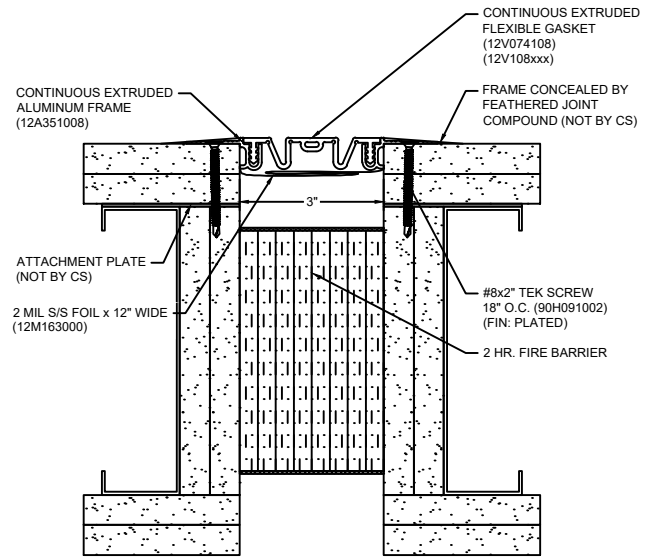 CONTINUOUS EXTRUDED
FLEXIBLE GASKET
(12V074108)
(12V108xxx)
CONTINUOUS EXTRUDED
ALUMINUM FRAME
(12A351008)
FRAME CONCEALED BY
FEATHERED JOINT
COMPOUND (NOT BY CS)
3"
ATTACHMENT PLATE
(NOT BY CS)
2 MIL S/S FOIL x 12" WIDE
(12M163000)
#8x2" TEK SCREW
18" O.C. (90H091002)
(FIN: PLATED)
2 HR. FIRE BARRIER